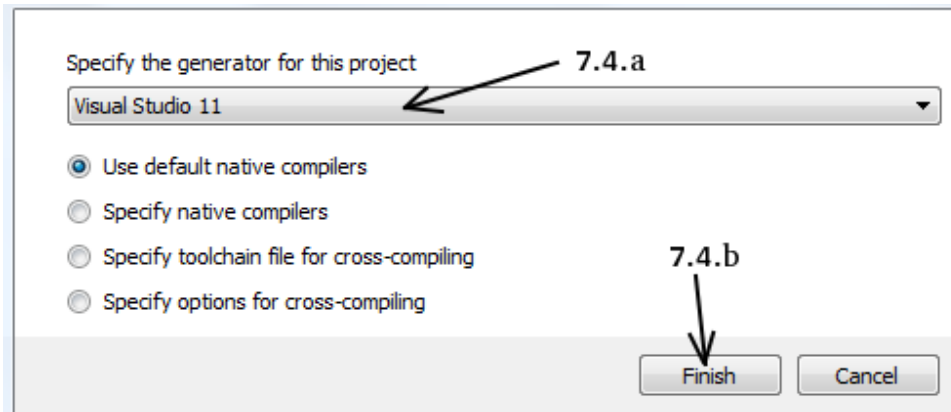 Specify the generator for this project 7.4.a
Visual Studio 11
Use default native compilers
Specify native compilers
Specify toolchain file for cross-compiling
7.4.b
Specify options for cross-compiling
Finish Cancel